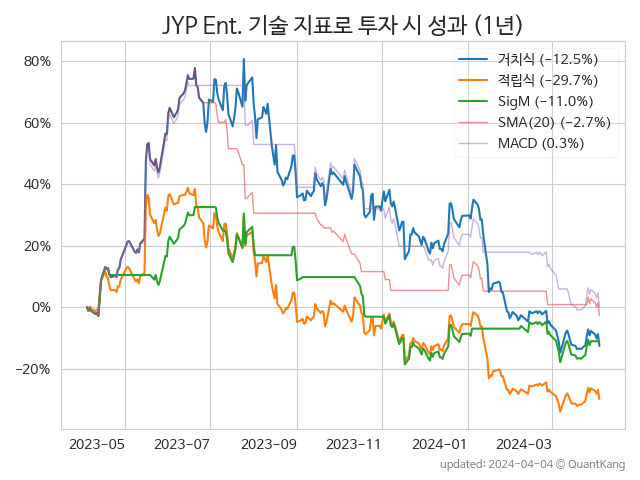 JYP Ent. 기술 지표로 투자 시 성과 (1년)
거치식 (−12.5%)
적립식 (−29.7%)
SigM (−11.0%)
SMA(20) (−2.7%)
MACD (0.3%)
80%
60%
40%
20%
0%
−20%
2023-05 2023-07 2023-09 2023-11 2024-01 2024-03
updated: 2024-04-04 © QuantKang